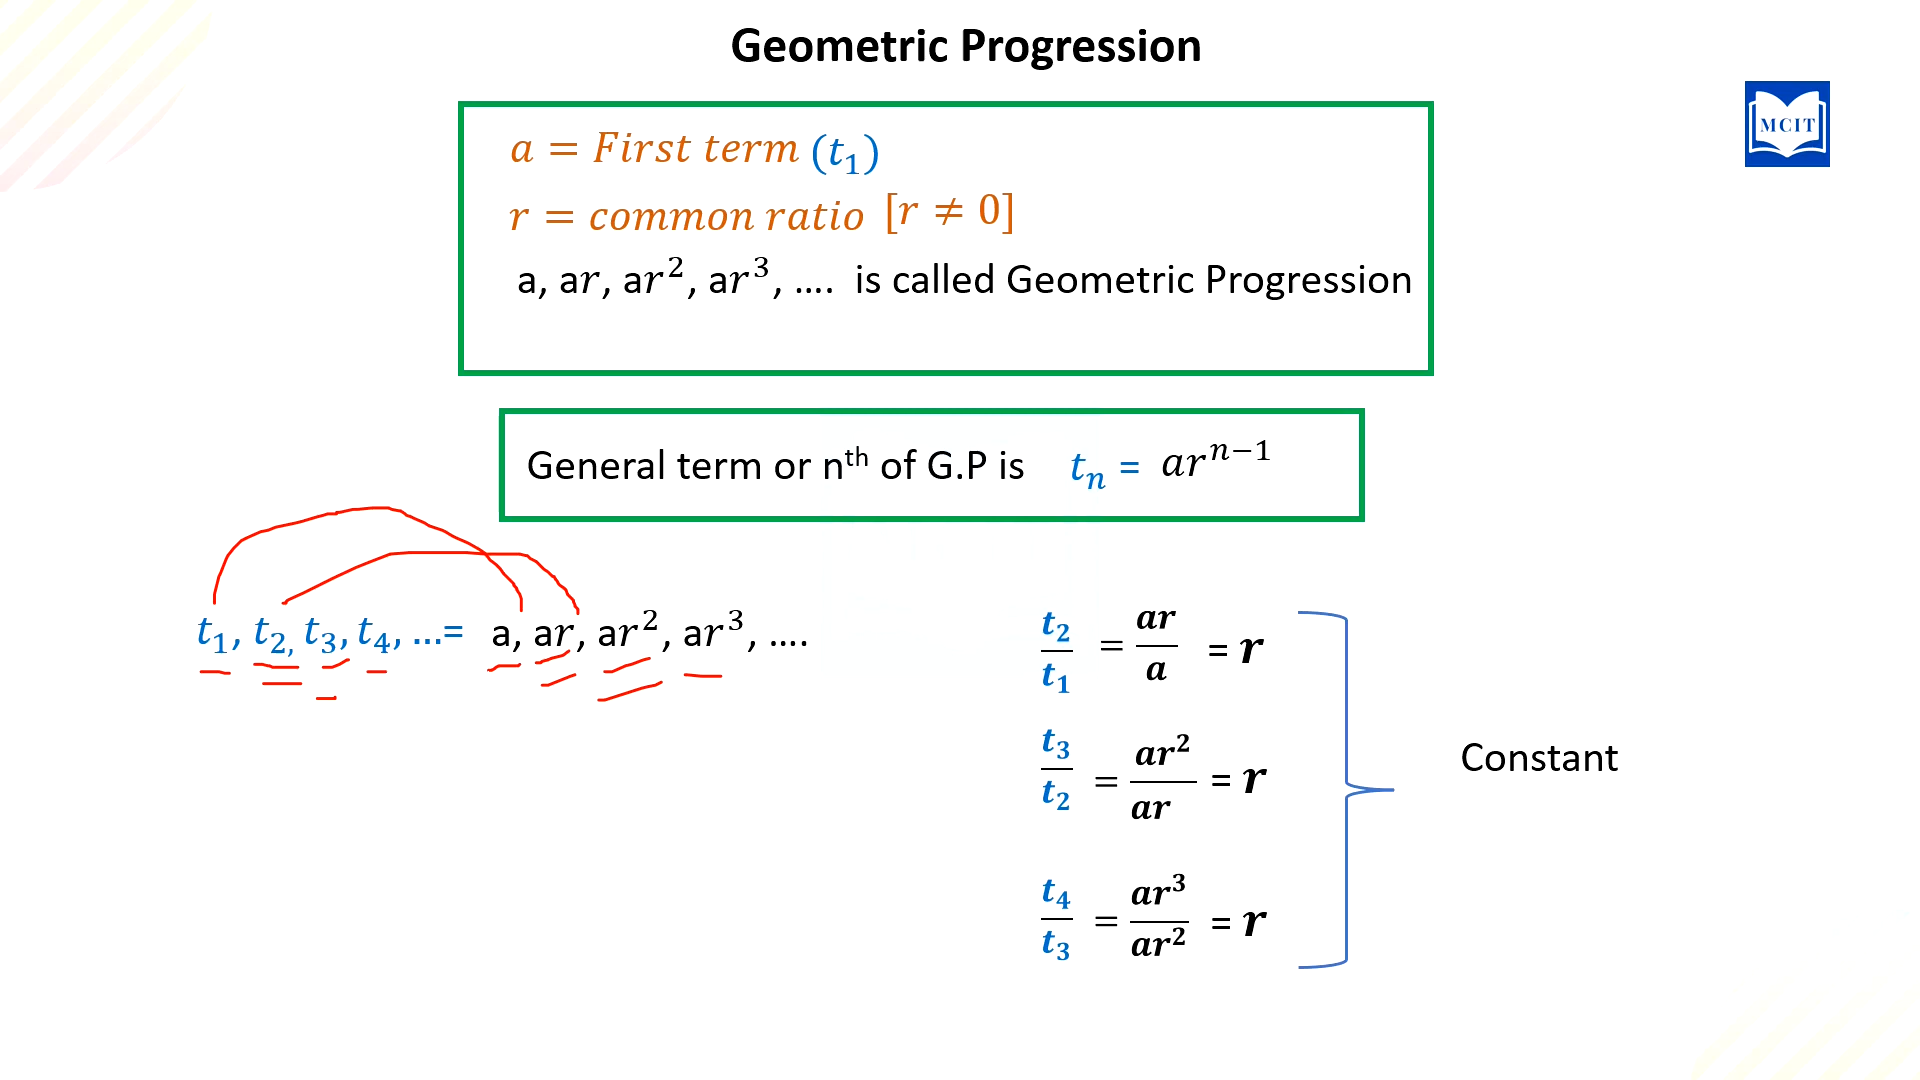 Geometric Progression
MCIT
a = First term (t₁)
r = common ratio [r ≠ 0]
a, ar, ar², ar³, .... is called Geometric Progression
General term or nᵗʰ of G.P is tₙ = arⁿ⁻¹
t₁, t₂, t₃, t₄, ...= a, ar, ar², ar³, ....
t₂/t₁ = ar/a = r
t₃/t₂ = ar²/ar = r
Constant
t₄/t₃ = ar³/ar² = r